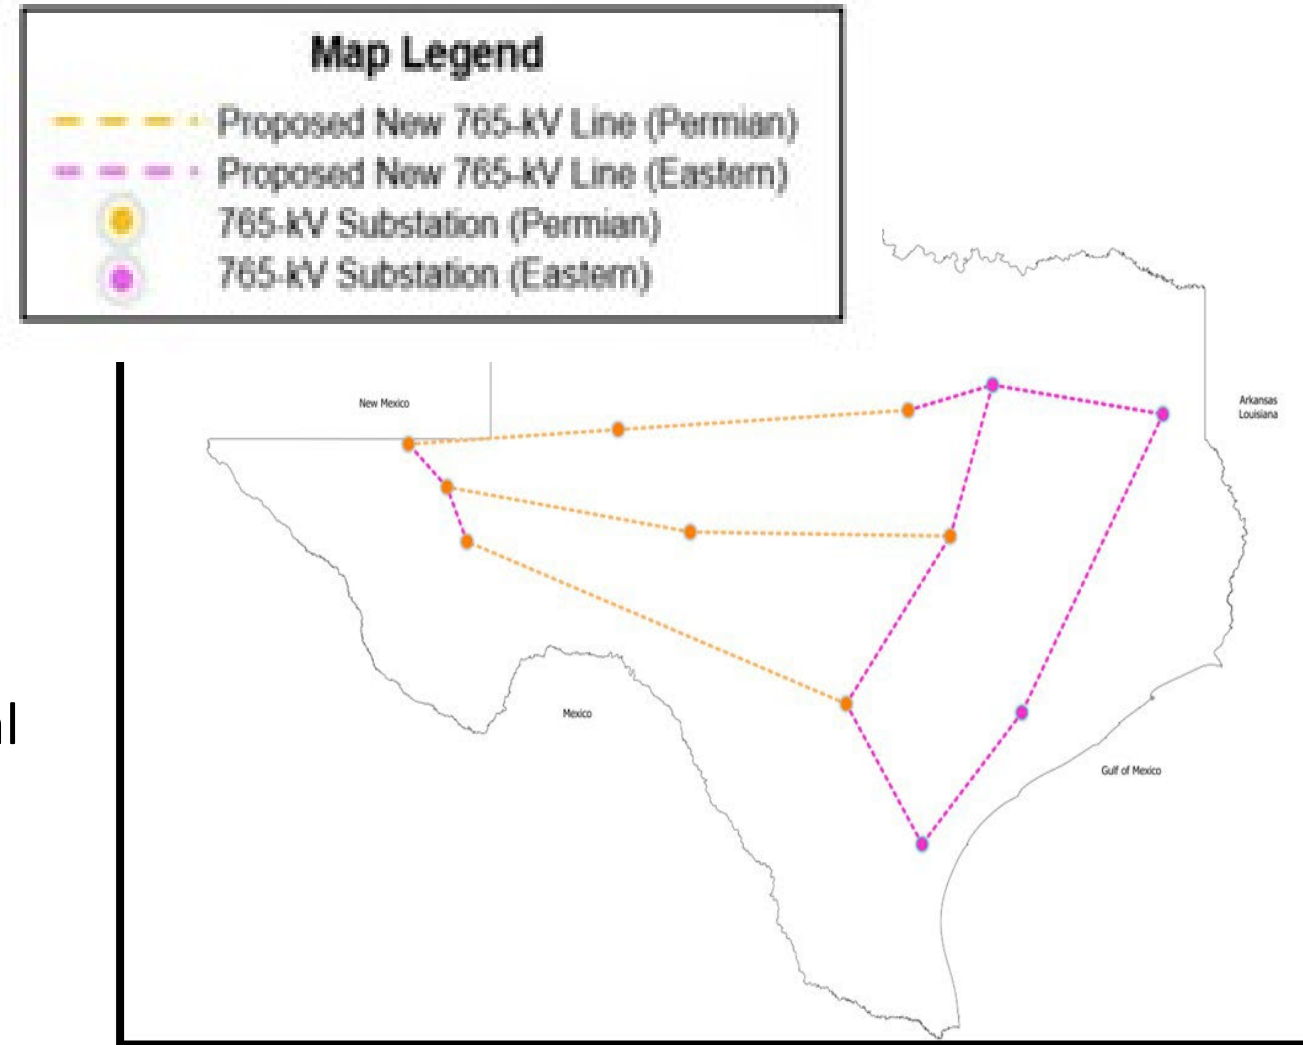 Map Legend
Proposed New 765-kV Line (Permian)
Proposed New 765-kV Line (Eastern)
765-kV Substation (Permian)
765-kV Substation (Eastern)
New Mexico
Arkansas
Louisiana
al
Mexico
Gulf of Mexico